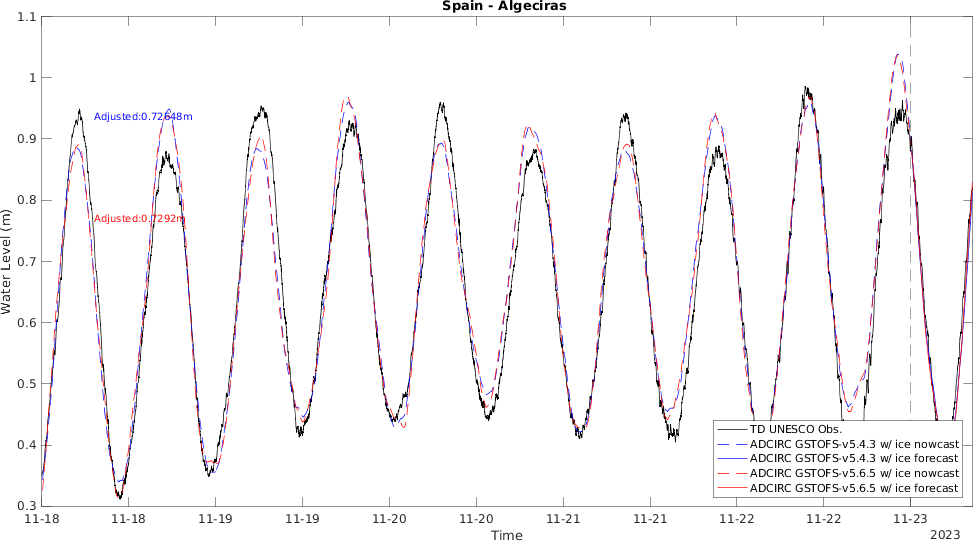 Spain - Algeciras
1.1
1
0.9
0.8
0.7
0.6
0.5
0.4
0.3
Water Level (m)
Adjusted:0.72648m
Adjusted:0.7292m
TD UNESCO Obs.
ADCIRC GSTOFS-v5.4.3 w/ ice nowcast
ADCIRC GSTOFS-v5.4.3 w/ ice forecast
ADCIRC GSTOFS-v5.6.5 w/ ice nowcast
ADCIRC GSTOFS-v5.6.5 w/ ice forecast
11-18 11-18 11-19 11-19 11-20 11-20 11-21 11-21 11-22 11-22 11-23
Time
2023